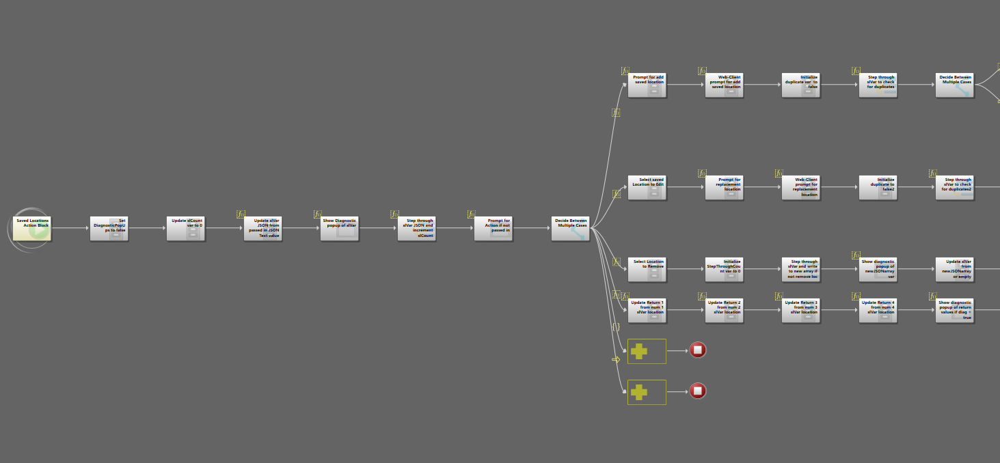 Prompt for add
saved location
Web-Client
prompt for add
saved location
Initialize
duplicate var to
false
Step through
slVar to check
for duplicates
Decide Between
Multiple Cases
Select saved
Location to Edit
Prompt for
replacement
location
Web-Client
prompt for
replacement
location
Initialize
duplicate to
false2
Step through
slVar to check
for duplicates2
Saved Locations
Action Block
Set
DiagnosticPopU
ps to false
Update slCount
var to 0
Update slVar
JSON from
passed in JSON
Text value
Show Diagnostic
popup of slVar
Step through
slVar JSON and
increment
slCount
Prompt for
Action if not
passed in
Decide Between
Multiple Cases
Select Location
to Remove
Initialize
StepThroughCou
nt var to 0
Step through
slVar and write
to new array if
not remove loc
Show diagnostic
popup of
newJSONarray
var
Update slVar
from
newJSONarray
or empty
Update Return 1
from num 1
slVar location
Update Return 2
from num 2
slVar location
Update Return 3
from num 3
slVar location
Update Return 4
from num 4
slVar location
Show diagnostic
popup of return
values if diag =
true